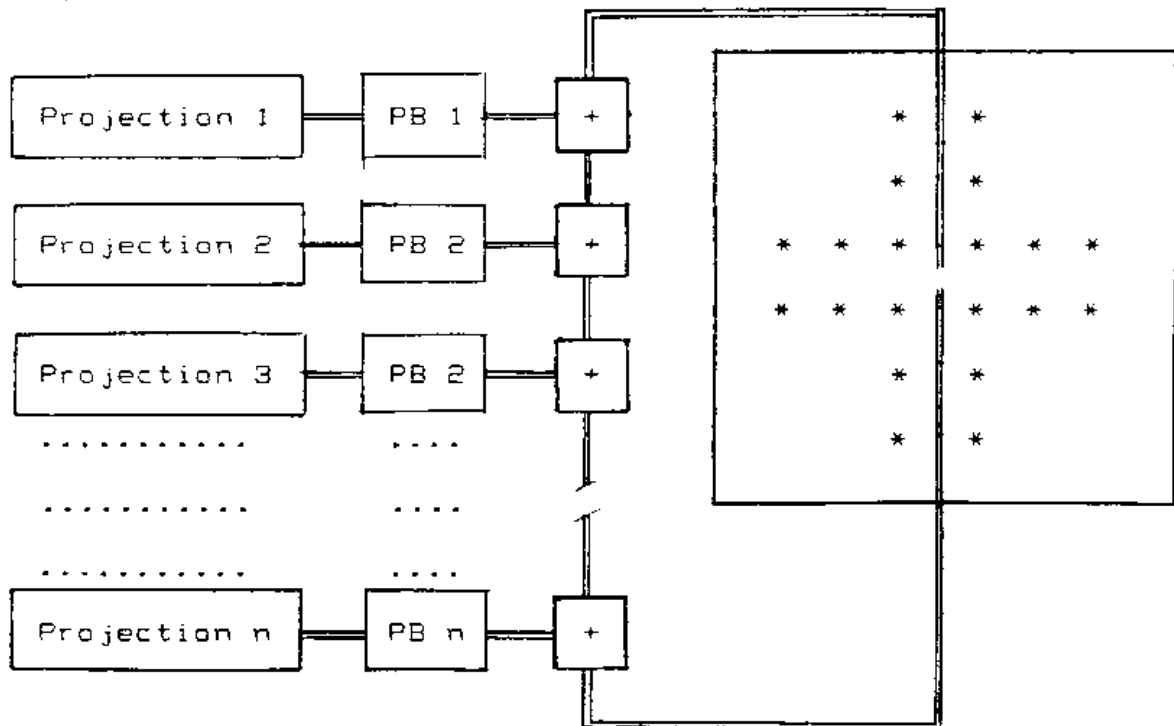 Projection 1 PB 1 + * *
* *
Projection 2 PB 2 + * * * * * *
* * * * * *
Projection 3 PB 2 + * *
........... ....
* *
........... ....
........... ....
Projection n PB n +